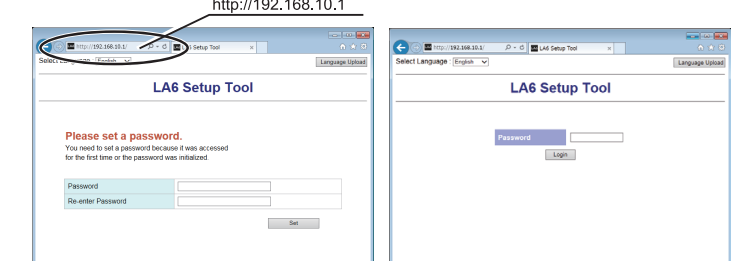 http://192.168.10.1
http://192.168.10.1/
LA6 Setup Tool
Select Language : English
Language Upload
LA6 Setup Tool
Please set a password.
You need to set a password because it was accessed
for the first time or the password was initialized.
Password
Re-enter Password
Set
http://192.168.10.1/
LA6 Setup Tool
Select Language : English
Language Upload
LA6 Setup Tool
Password
Login